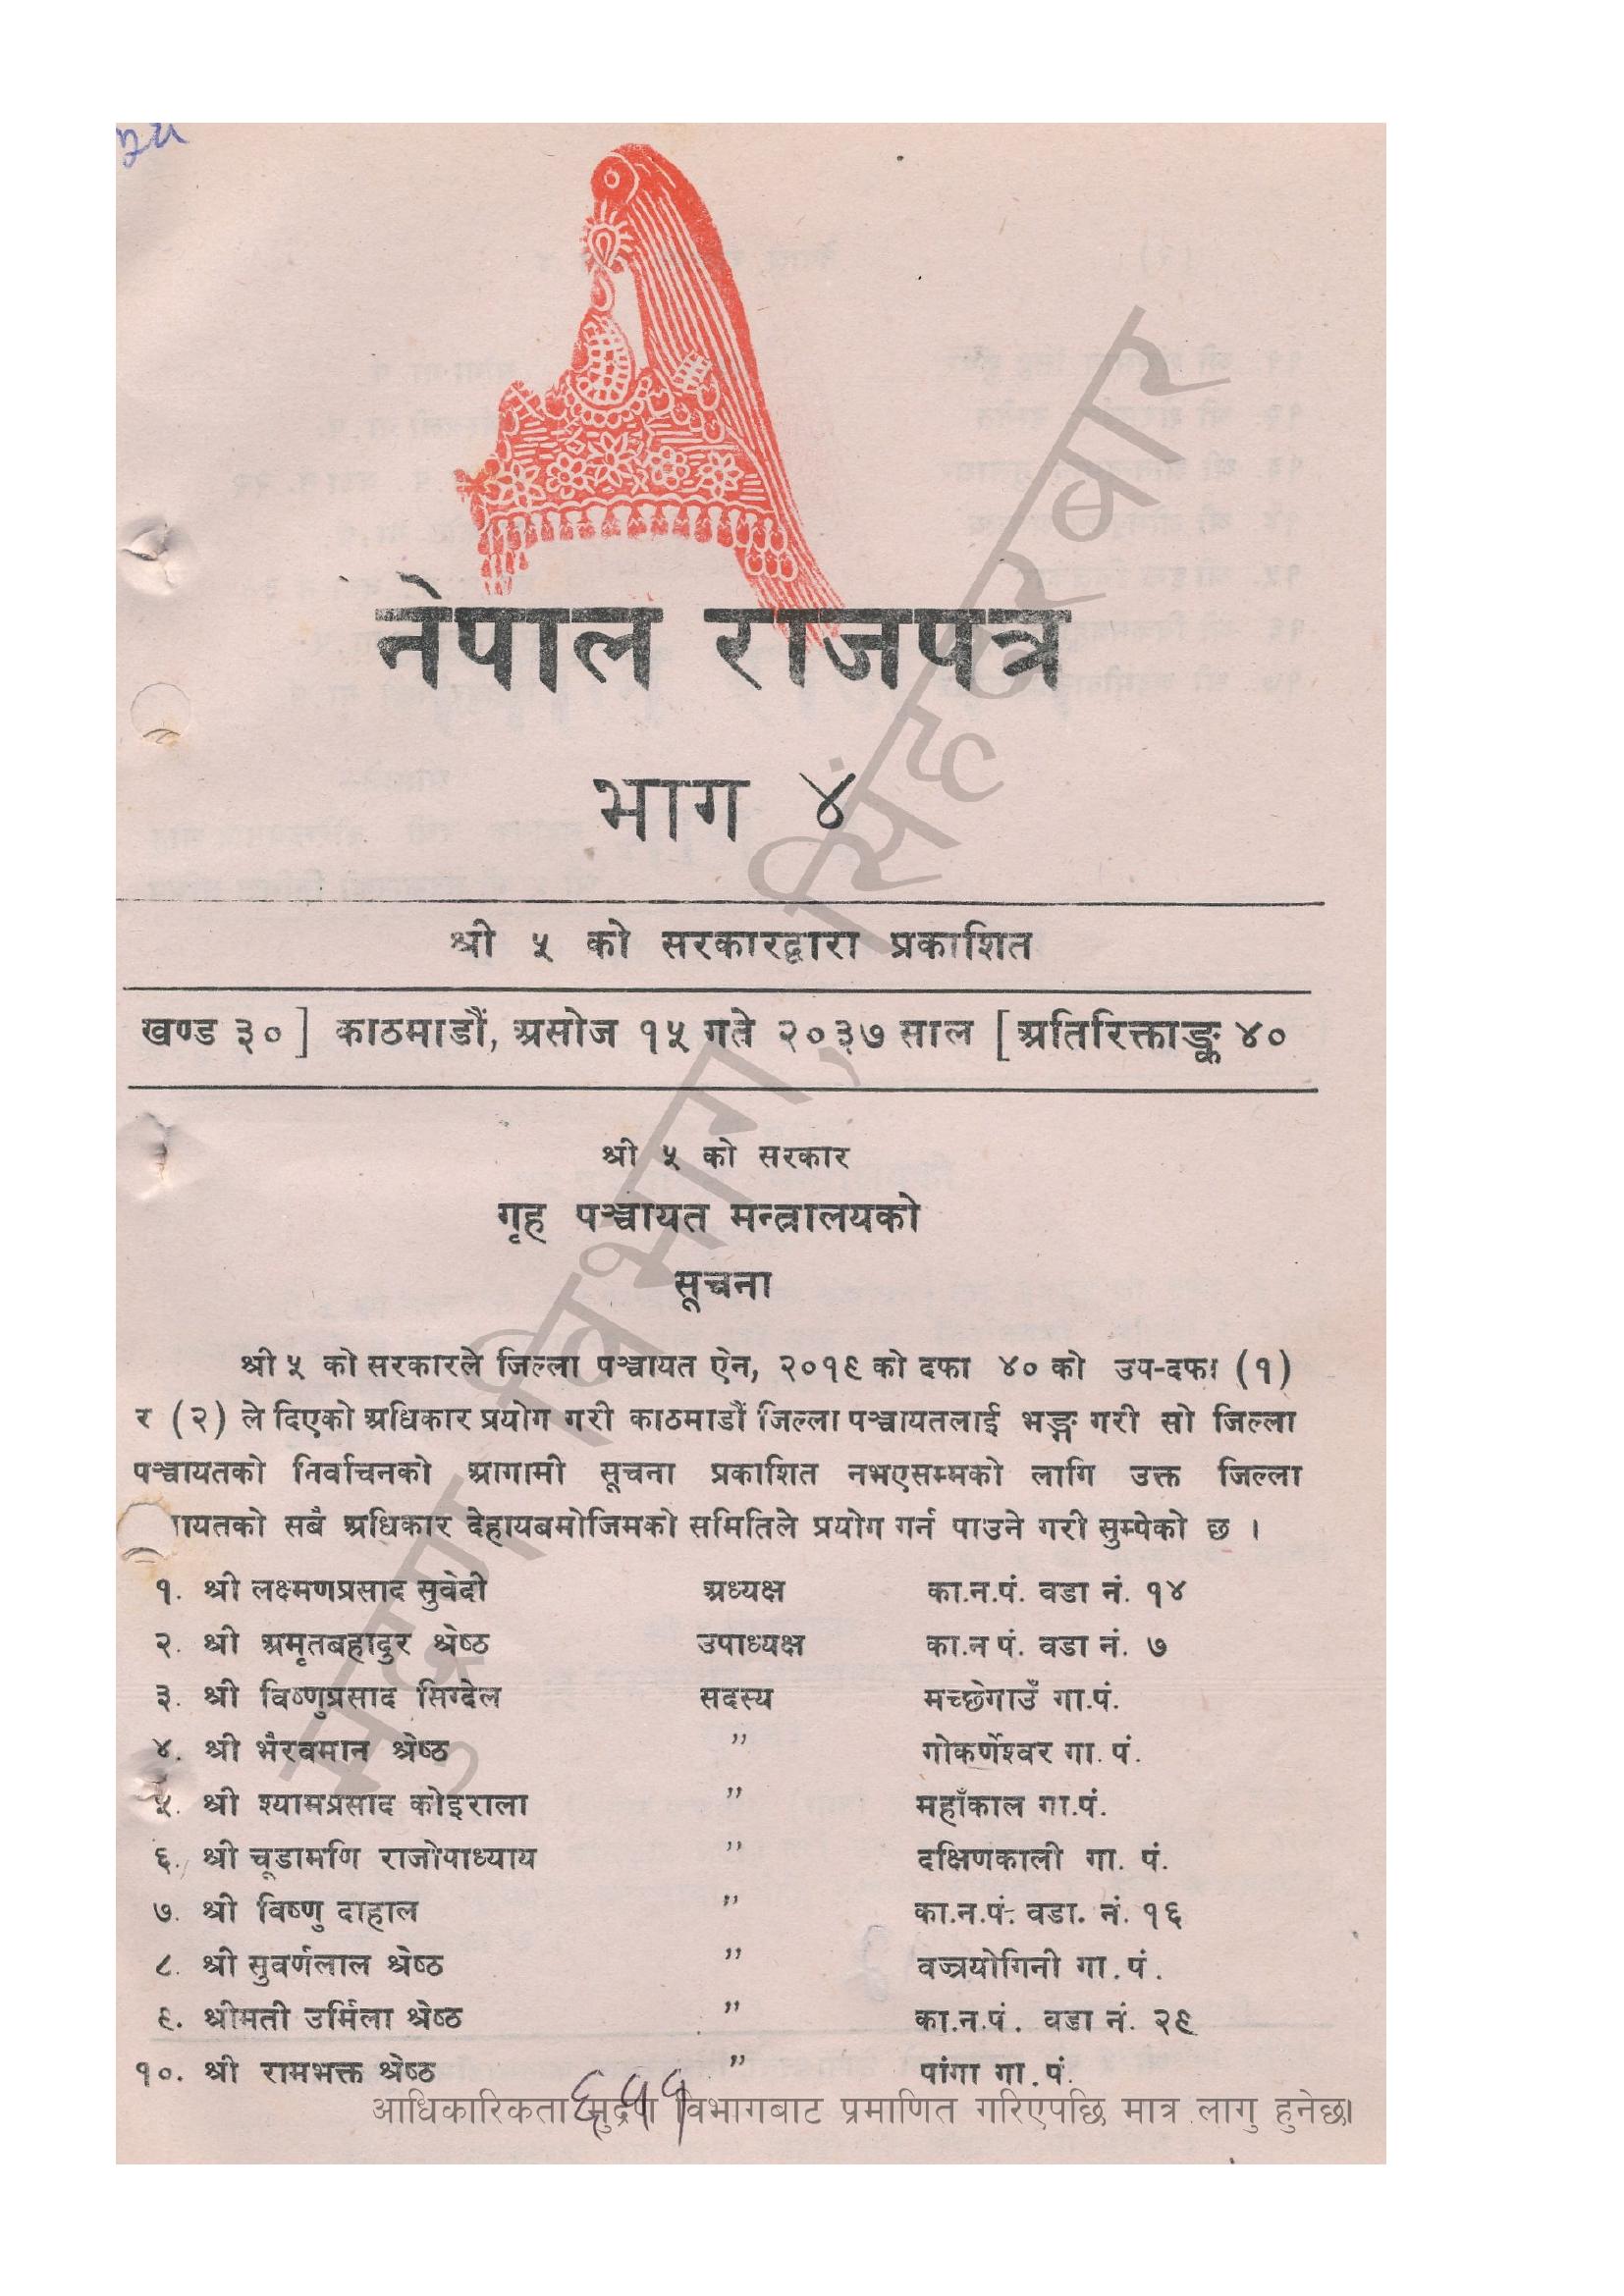 नेपाल राजपत्र
भाग ४
श्री ५ को सरकारद्वारा प्रकाशित
खण्ड ३०] काठमाडौं, असोज १५ गते २०३७ साल [अतिरिक्ताङ्क ४०
श्री ५ को सरकार
गृह पञ्चायत मन्त्रालयको
सूचना
श्री ५ को सरकारले जिल्ला पञ्चायत ऐन, २०१९ को दफा ४० को उप-दफा (१)
र (२) ले दिएको अधिकार प्रयोग गरी काठमाडौं जिल्ला पञ्चायतलाई भङ्ग गरी सो जिल्ला
पञ्चायतको निर्वाचनको आगामी सूचना प्रकाशित नभएसम्मको लागि उक्त जिल्ला
ायतको सबै अधिकार देहायबमोजिमको समितिले प्रयोग गर्न पाउने गरी सुम्पेको छ ।
१. श्री लक्ष्मणप्रसाद सुवेदी अध्यक्ष का.न.पं. वडा नं. १४
२. श्री अमृतबहादुर श्रेष्ठ उपाध्यक्ष का.न पं. वडा नं. ७
३. श्री विष्णुप्रसाद सिग्देल सदस्य मच्छेगाउँ गा.पं.
४. श्री भैरवमान श्रेष्ठ ” गोकर्णेश्वर गा. पं.
५. श्री श्यामप्रसाद कोइराला ” महाँकाल गा.पं.
६. श्री चूडामणि राजोपाध्याय ” दक्षिणकाली गा. पं.
७. श्री विष्णु दाहाल ” का.न.पं. वडा. नं. १६
८. श्री सुवर्णलाल श्रेष्ठ ” वज्रयोगिनी गा. पं.
९. श्रीमती उर्मिला श्रेष्ठ ” का.न.पं. वडा नं. २९
१०. श्री रामभक्त श्रेष्ठ ” पांगा गा. पं.
६११
आधिकारिकता मुद्रण विभागबाट प्रमाणित गरिएपछि मात्र लागु हुनेछ।
मुद्रण विभाग, सिंहदरबार